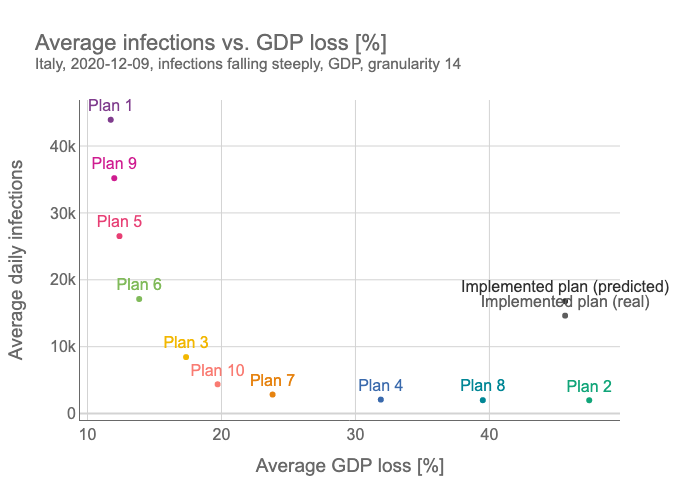 Average infections vs. GDP loss [%]
Italy, 2020-12-09, infections falling steeply, GDP, granularity 14
Plan 1
40k
Plan 9
Plan 5
30k
20k
Plan 6
Implemented plan (predicted)
Implemented plan (real)
Plan 3
10k
Plan 10
Plan 7
Plan 4
Plan 8
Plan 2
0
10
20
30
40
Average daily infections
Average GDP loss [%]